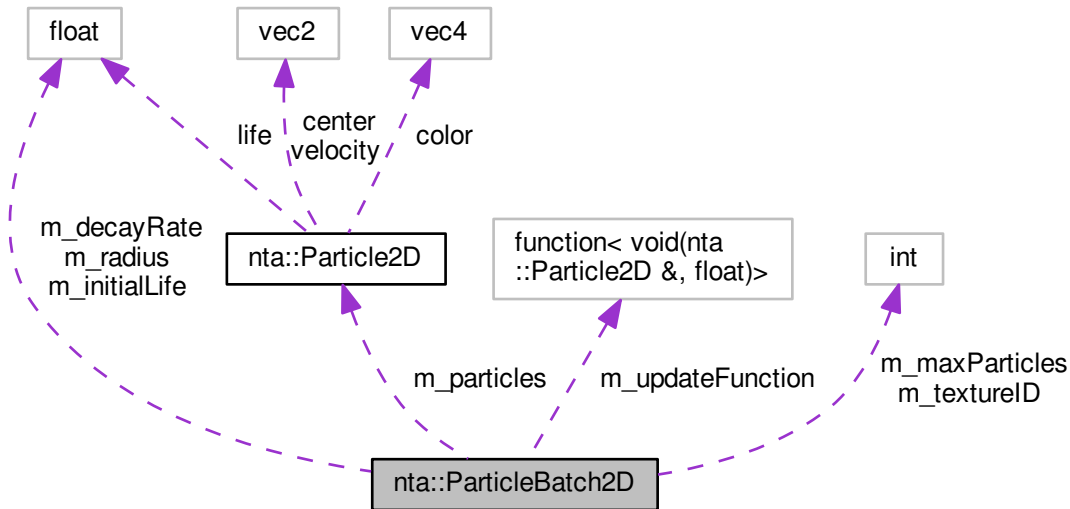 float
vec2
vec4
life
center
velocity
color
m_decayRate
m_radius
m_initialLife
nta::Particle2D
function< void(nta
::Particle2D &, float)>
int
m_particles
m_updateFunction
m_maxParticles
m_textureID
nta::ParticleBatch2D